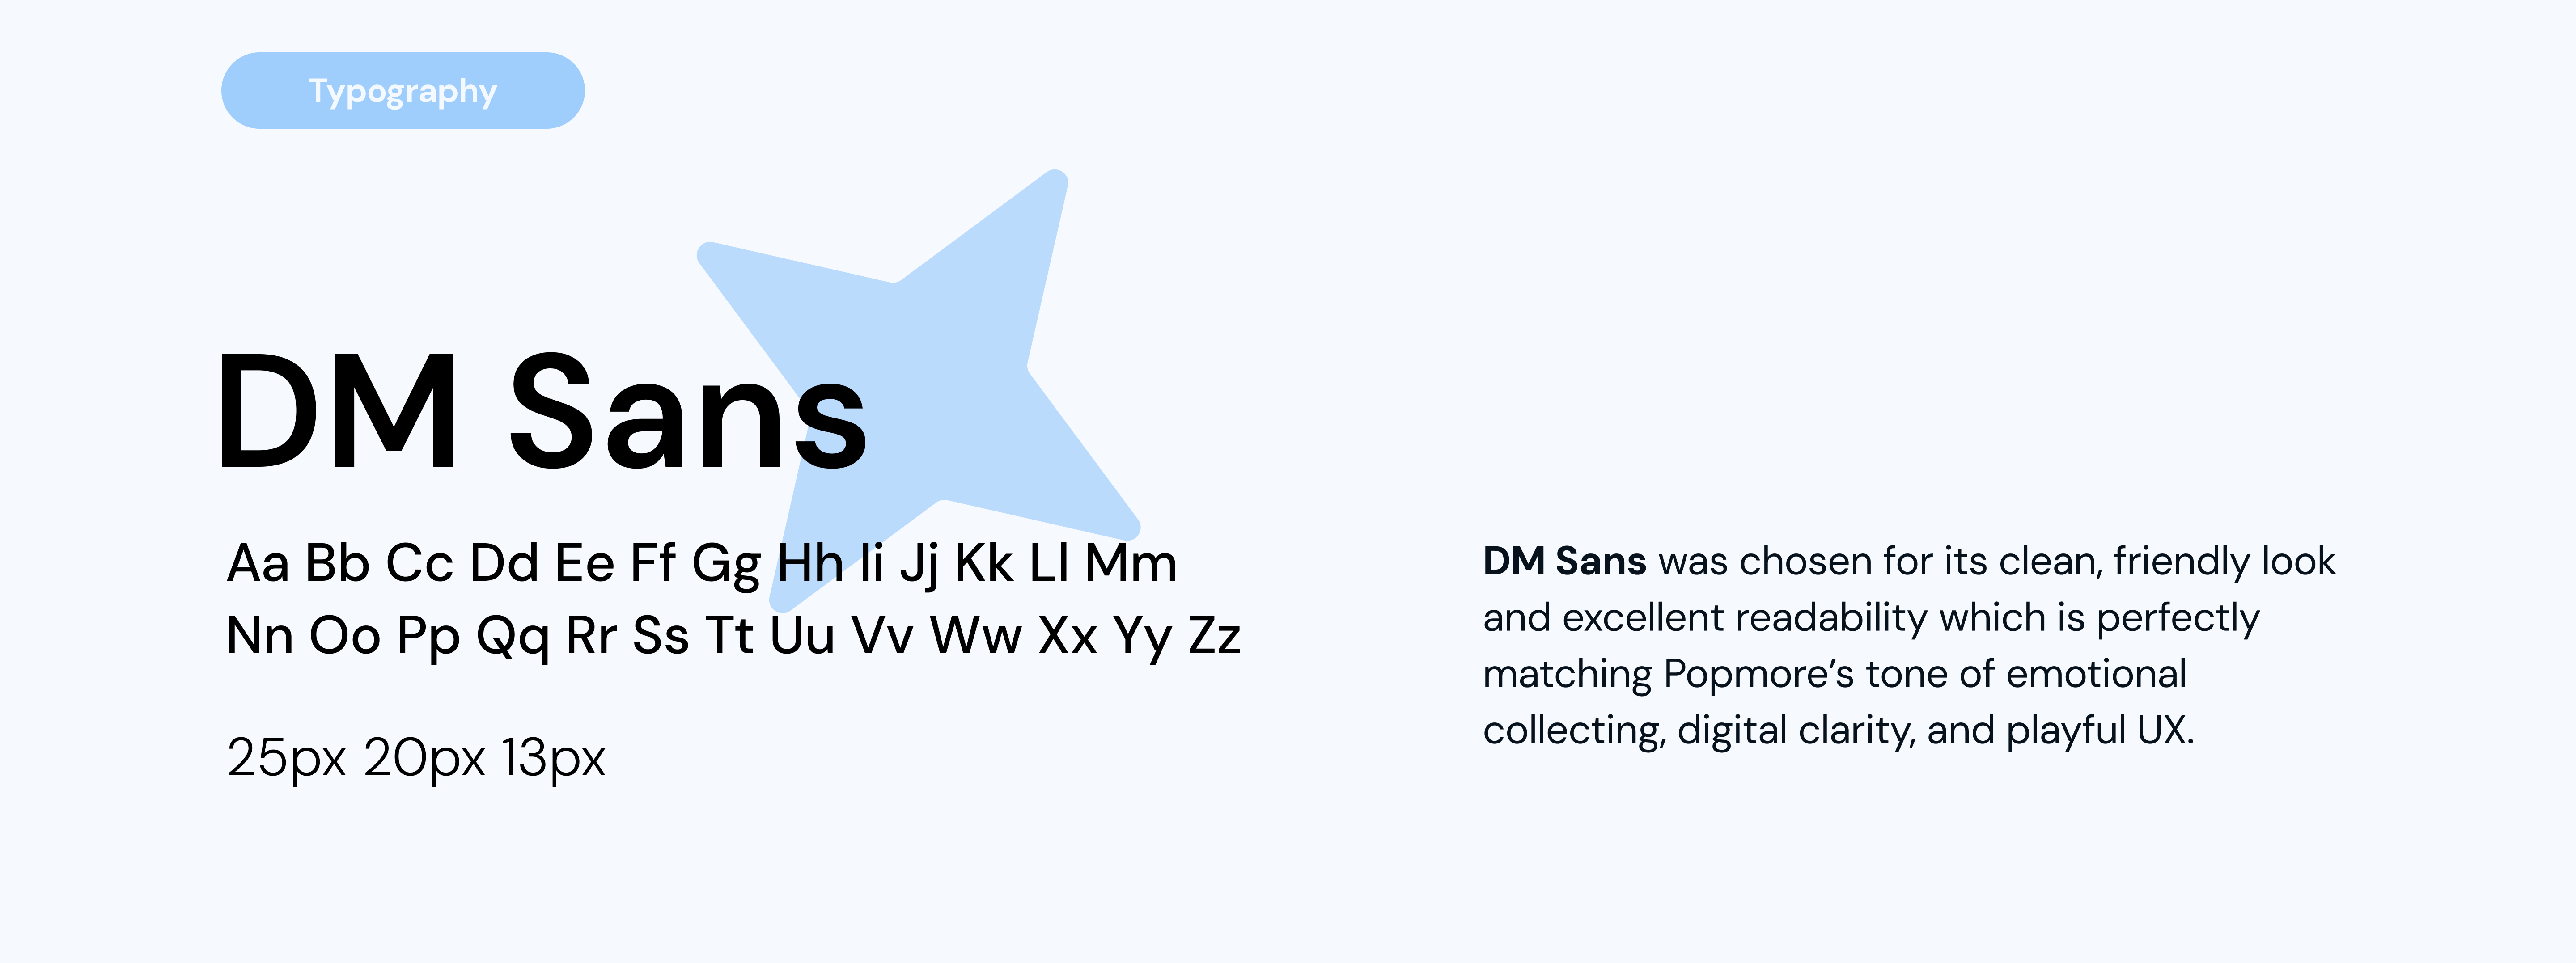 Typography
DM Sans
Aa Bb Cc Dd Ee Ff Gg Hh Ii Jj Kk Ll Mm
Nn Oo Pp Qq Rr Ss Tt Uu Vv Ww Xx Yy Zz
25px 20px 13px
DM Sans was chosen for its clean, friendly look
and excellent readability which is perfectly
matching Popmore’s tone of emotional
collecting, digital clarity, and playful UX.